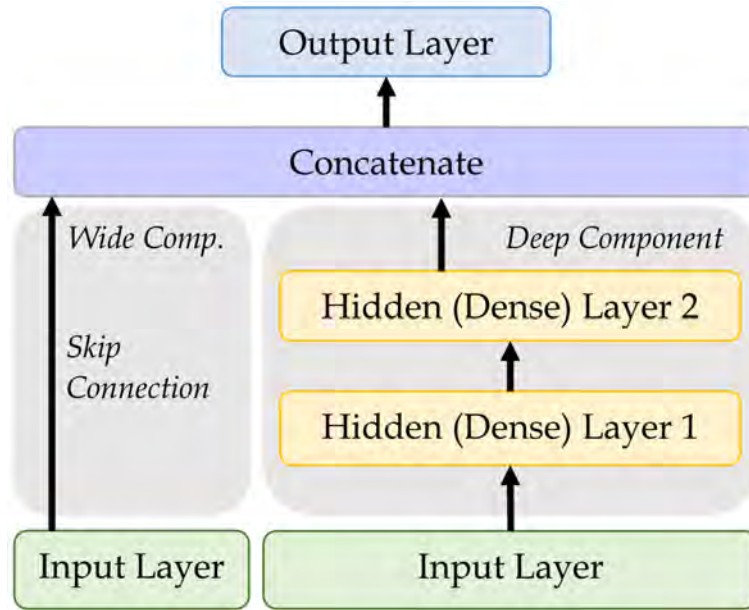 Output Layer
Concatenate
Wide Comp.
Deep Component
Hidden (Dense) Layer 2
Skip
Connection
Hidden (Dense) Layer 1
Input Layer
Input Layer